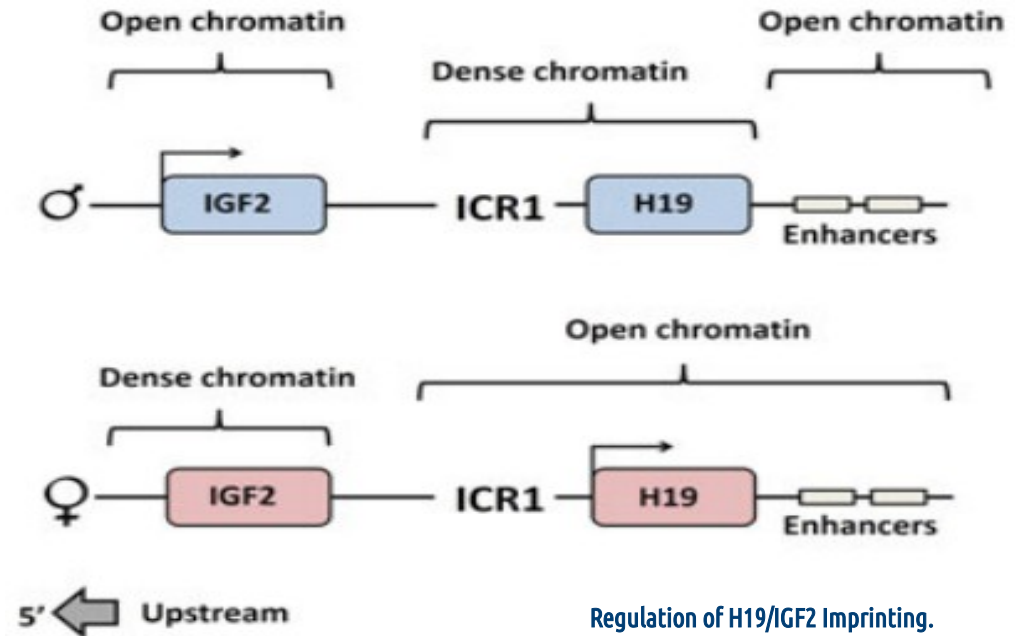 Open chromatin
Open chromatin
Dense chromatin
♂
IGF2
ICR1
H19
Enhancers
Open chromatin
Dense chromatin
♀
IGF2
ICR1
H19
Enhancers
5' Upstream
Regulation of H19/IGF2 Imprinting.